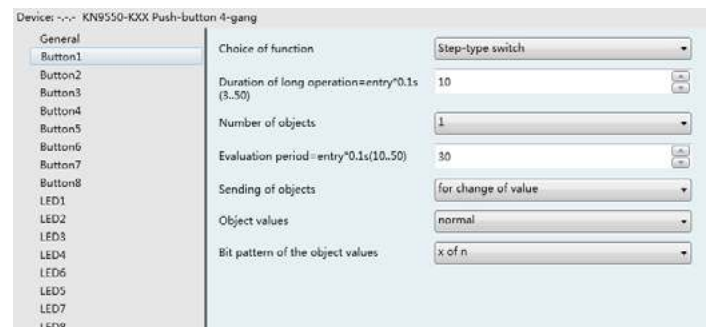 Device: -.-.- KN9550-KXX Push-button 4-gang
General
Button1
Button2
Button3
Button4
Button5
Button6
Button7
Button8
LED1
LED2
LED3
LED4
LED6
LED5
LED7
LED8
Choice of function
Step-type switch
Duration of long operation=entry*0.1s
(3..50)
10
Number of objects
1
Evaluation period=entry*0.1s(10..50)
30
Sending of objects
for change of value
Object values
normal
Bit pattern of the object values
x of n